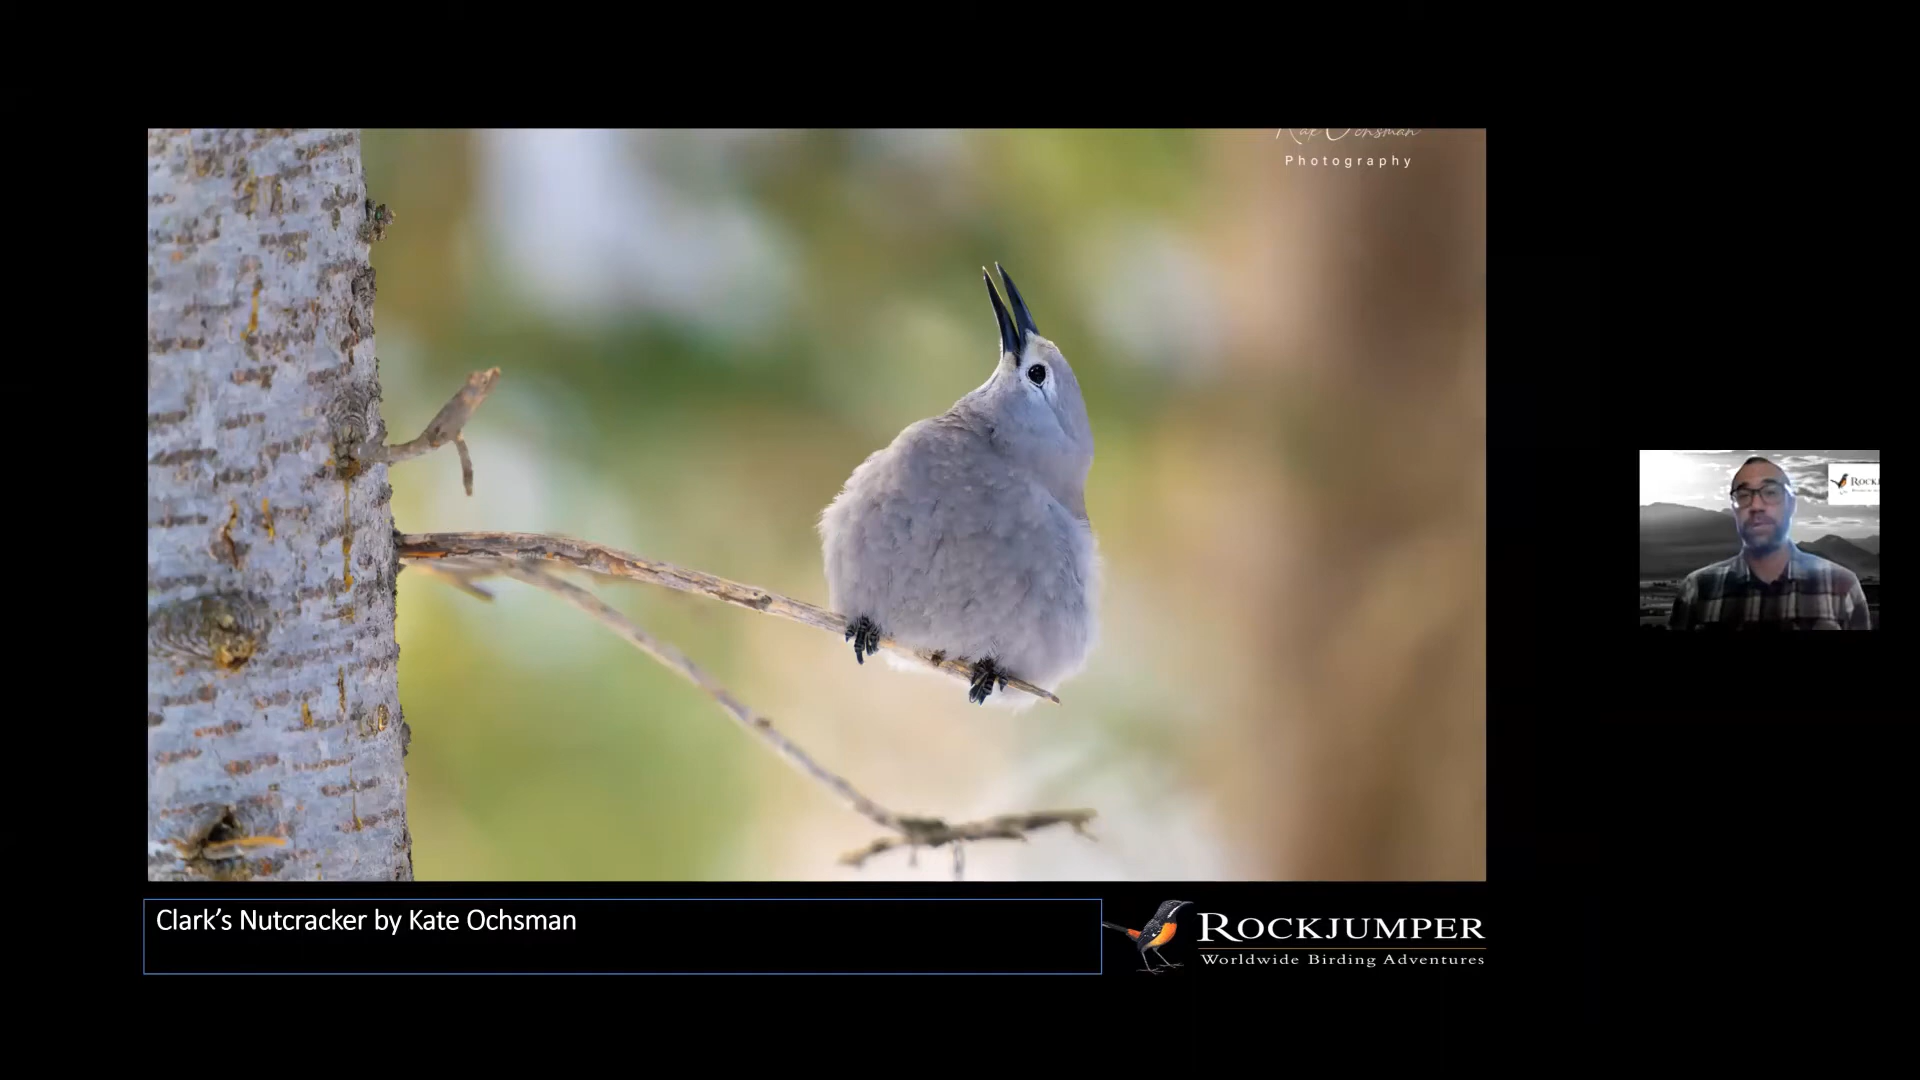 Photography
Clark's Nutcracker by Kate Ochsman
ROCKJUMPER
Worldwide Birding Adventures